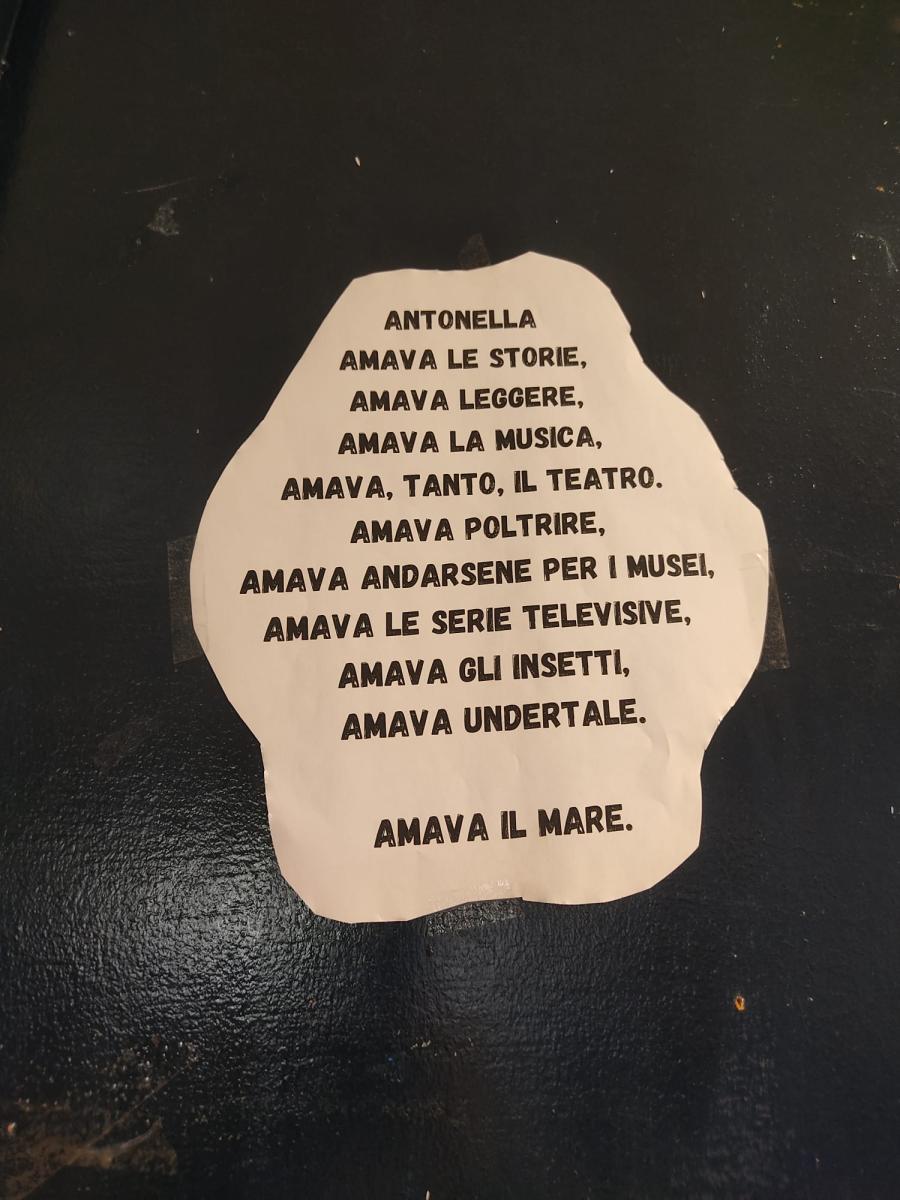 ANTONELLA
AMAVA LE STORIE,
AMAVA LEGGERE,
AMAVA LA MUSICA,
AMAVA, TANTO, IL TEATRO.
AMAVA POLTRIRE,
AMAVA ANDARSENE PER I MUSEI,
AMAVA LE SERIE TELEVISIVE,
AMAVA GLI INSETTI,
AMAVA UNDERTALE.
AMAVA IL MARE.